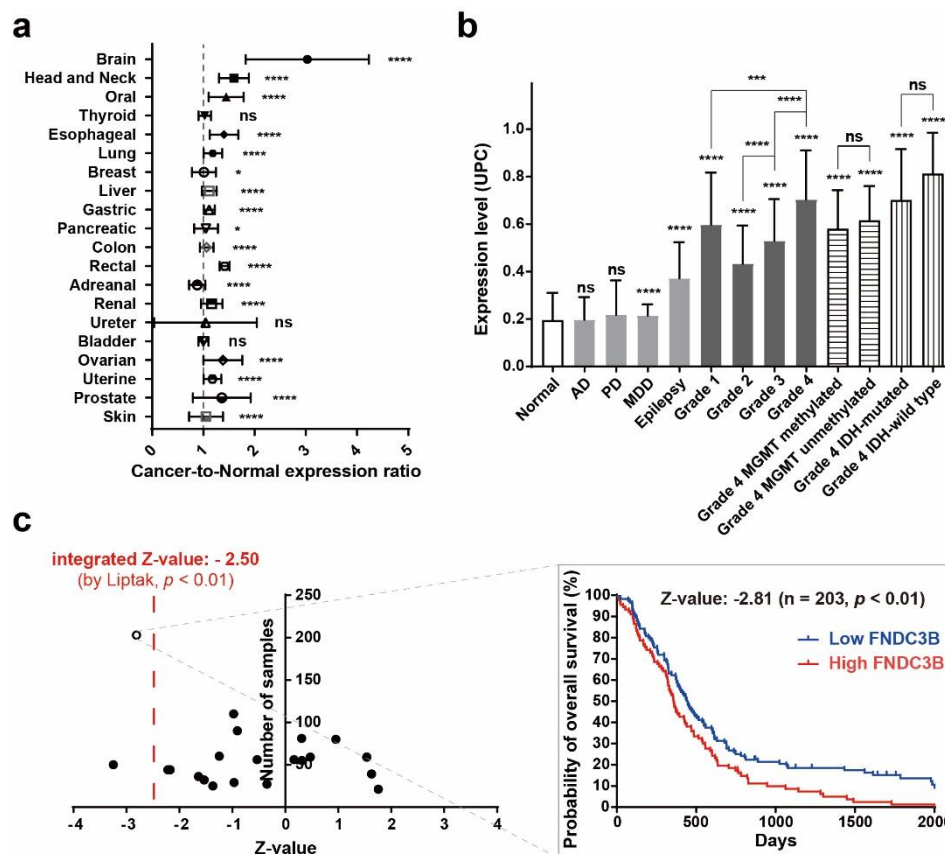 a
Brain ****
Head and Neck ****
Oral ****
Thyroid ns
Esophageal ****
Lung ****
Breast *
Liver ****
Gastric ****
Pancreatic *
Colon ****
Rectal ****
Adreanal ****
Renal ****
Ureter ns
Bladder ns
Ovarian ****
Uterine ****
Prostate ****
Skin ****
0 1 2 3 4 5
Cancer-to-Normal expression ratio
b
Expression level (UPC)
1.0
0.8
0.6
0.4
0.2
0.0
ns
***
****
****
ns
ns ns **** **** **** **** **** **** **** **** **** ****
Normal
AD
PD
MDD
Epilepsy
Grade 1
Grade 2
Grade 3
Grade 4
Grade 4 MGMT methylated
Grade 4 MGMT unmethylated
Grade 4 IDH-mutated
Grade 4 IDH-wild type
c
integrated Z-value: - 2.50
(by Liptak, p < 0.01)
Number of samples
250
200
150
100
50
0
-4 -3 -2 -1 0 1 2 3 4
Z-value
Probability of overall survival (%)
100
90
80
70
60
50
40
30
20
10
0
Z-value: -2.81 (n = 203, p < 0.01)
Low FNDC3B
High FNDC3B
0 500 1000 1500 2000
Days